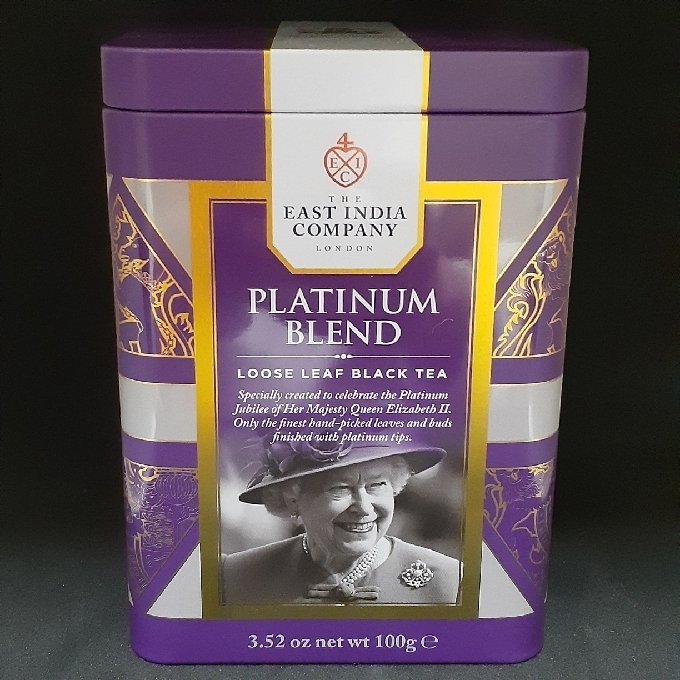 4
E I
C
THE
EAST INDIA
COMPANY
LONDON
PLATINUM
BLEND
LOOSE LEAF BLACK TEA
Specially created to celebrate the Platinum
Jubilee of Her Majesty Queen Elizabeth II.
Only the finest hand-picked leaves and buds
finished with platinum tips.
3.52 oz net wt 100g ℮